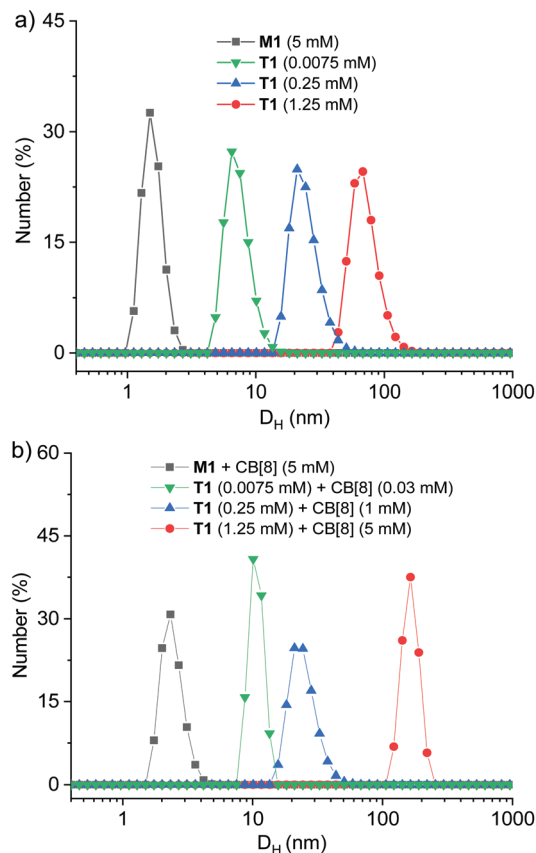 a)
45
30
15
0
Number (%)
M1 (5 mM)
T1 (0.0075 mM)
T1 (0.25 mM)
T1 (1.25 mM)
1 10 100 1000
D_H (nm)
b)
60
45
30
15
0
Number (%)
M1 + CB[8] (5 mM)
T1 (0.0075 mM) + CB[8] (0.03 mM)
T1 (0.25 mM) + CB[8] (1 mM)
T1 (1.25 mM) + CB[8] (5 mM)
1 10 100 1000
D_H (nm)